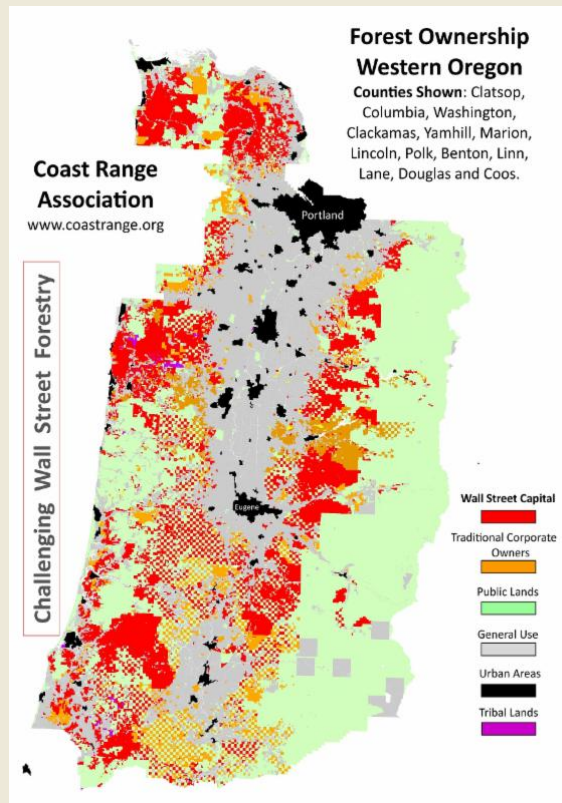 Forest Ownership
Western Oregon
Counties Shown: Clatsop,
Columbia, Washington,
Clackamas, Yamhill, Marion,
Lincoln, Polk, Benton, Linn,
Lane, Douglas and Coos.
Coast Range
Association
www.coastrange.org
Portland
Challenging Wall Street Forestry
Eugene
Wall Street Capital
Traditional Corporate
Owners
Public Lands
General Use
Urban Areas
Tribal Lands